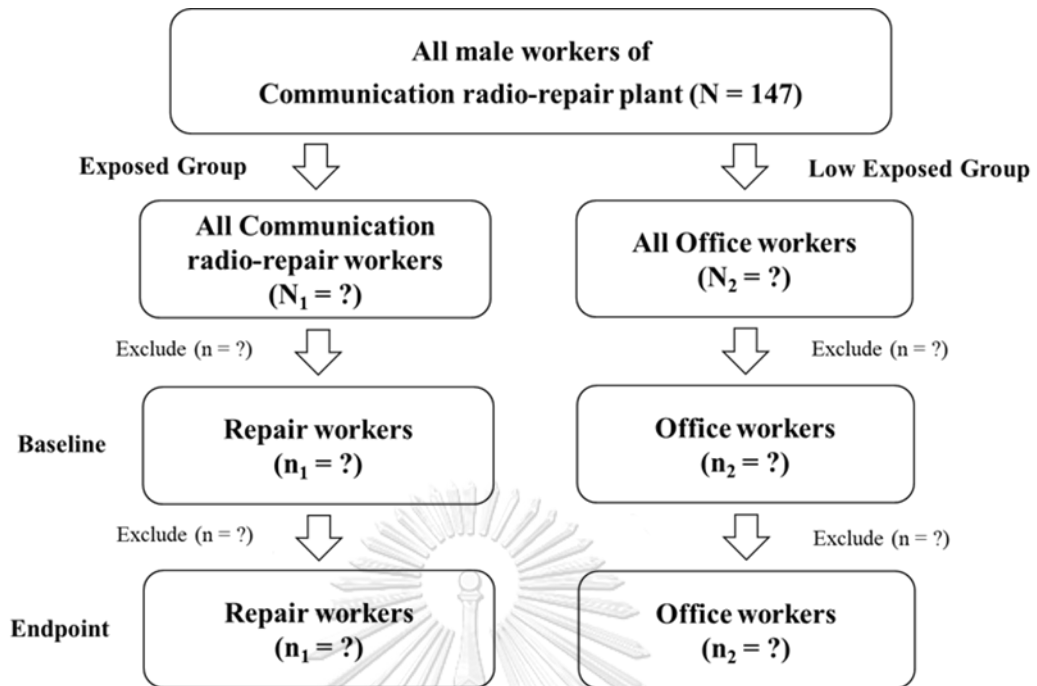 All male workers of
Communication radio-repair plant (N = 147)
Exposed Group
Low Exposed Group
All Communication
radio-repair workers
(N₁ = ?)
All Office workers
(N₂ = ?)
Exclude (n = ?)
Exclude (n = ?)
Baseline
Repair workers
(n₁ = ?)
Office workers
(n₂ = ?)
Exclude (n = ?)
Exclude (n = ?)
Endpoint
Repair workers
(n₁ = ?)
Office workers
(n₂ = ?)